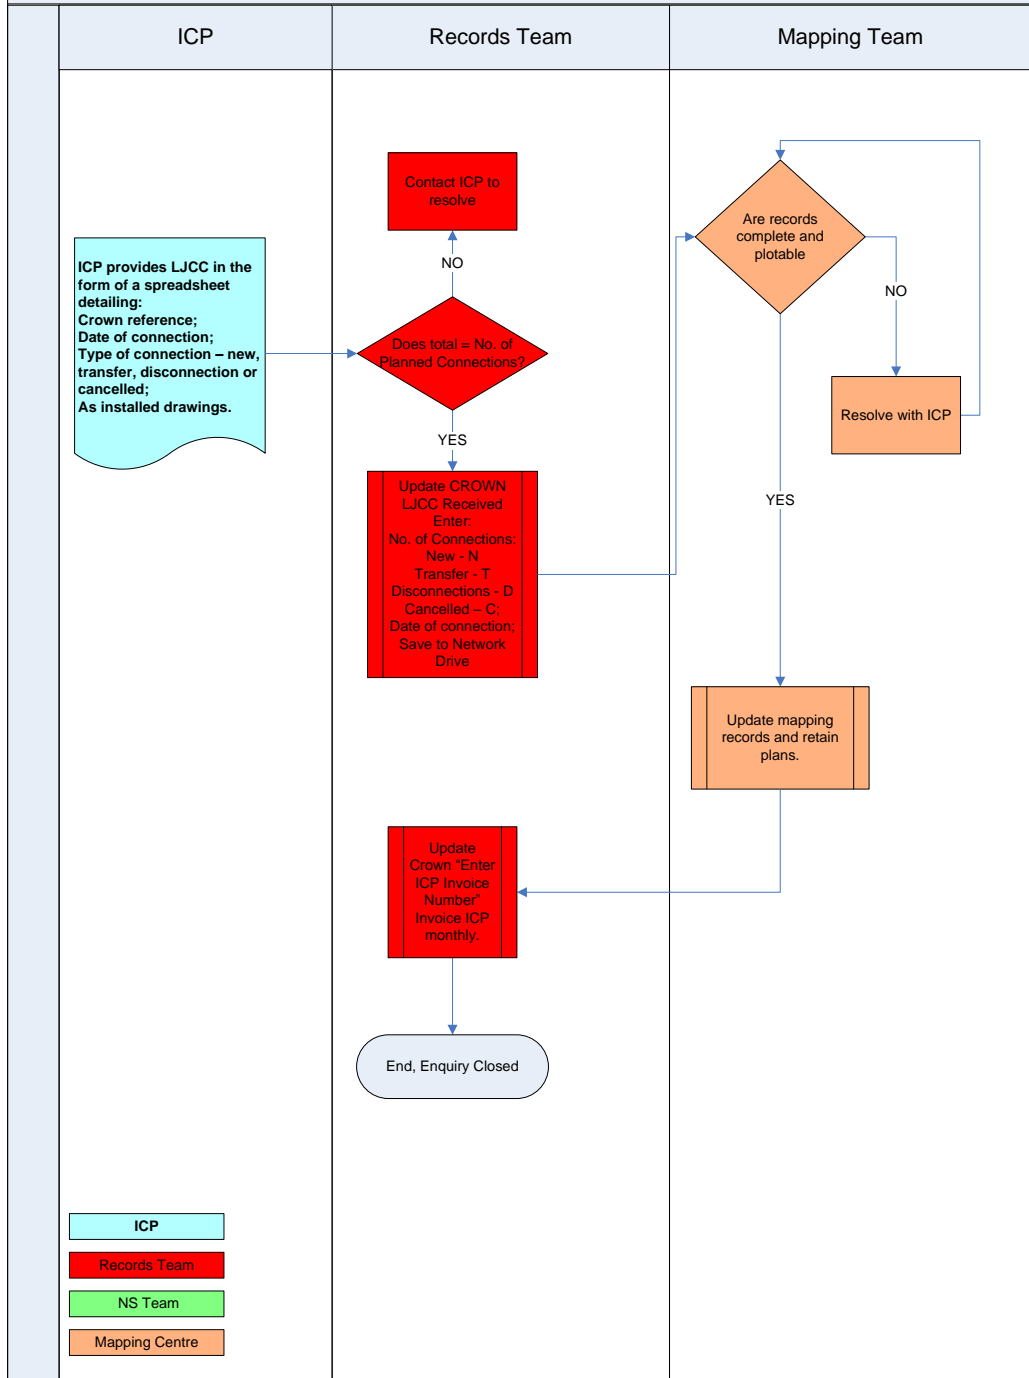 ICP
Records Team
Mapping Team
Contact ICP to
resolve
NO
ICP provides LJCC in the
form of a spreadsheet
detailing:
Crown reference;
Date of connection;
Type of connection – new,
transfer, disconnection or
cancelled;
As installed drawings.
Does total = No. of
Planned Connections?
YES
Update CROWN
LJCC Received
Enter:
No. of Connections:
New - N
Transfer - T
Disconnections - D
Cancelled – C;
Date of connection;
Save to Network
Drive
Are records
complete and
plotable
NO
Resolve with ICP
YES
Update mapping
records and retain
plans.
Update
Crown “Enter
ICP Invoice
Number”
Invoice ICP
monthly.
End, Enquiry Closed
ICP
Records Team
NS Team
Mapping Centre